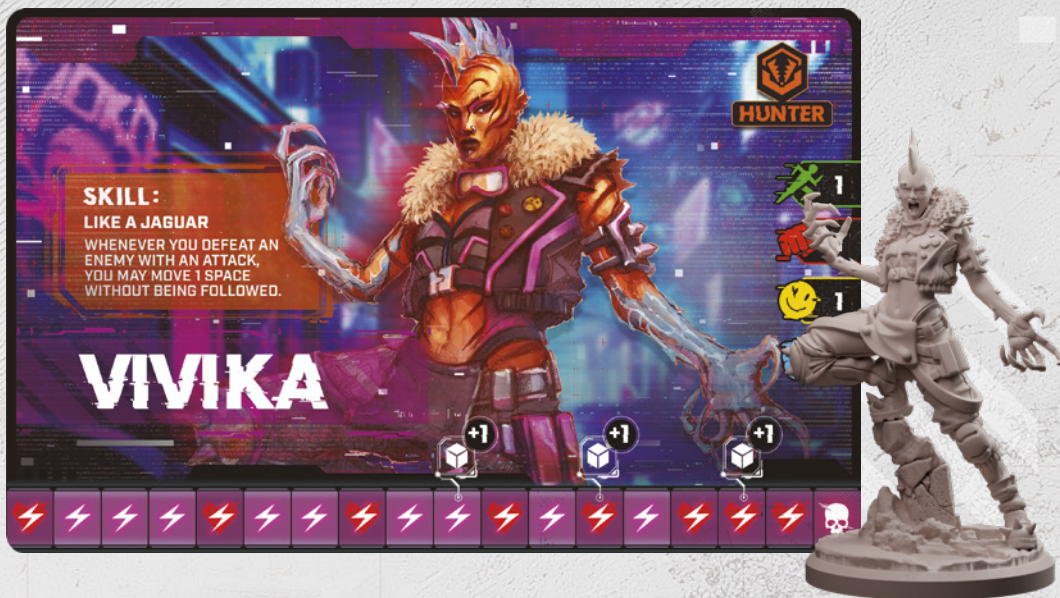 HUNTER
1
SKILL:
LIKE A JAGUAR
WHENEVER YOU DEFEAT AN
ENEMY WITH AN ATTACK,
YOU MAY MOVE 1 SPACE
WITHOUT BEING FOLLOWED.
1
VIVIKA
+1
+1
+1